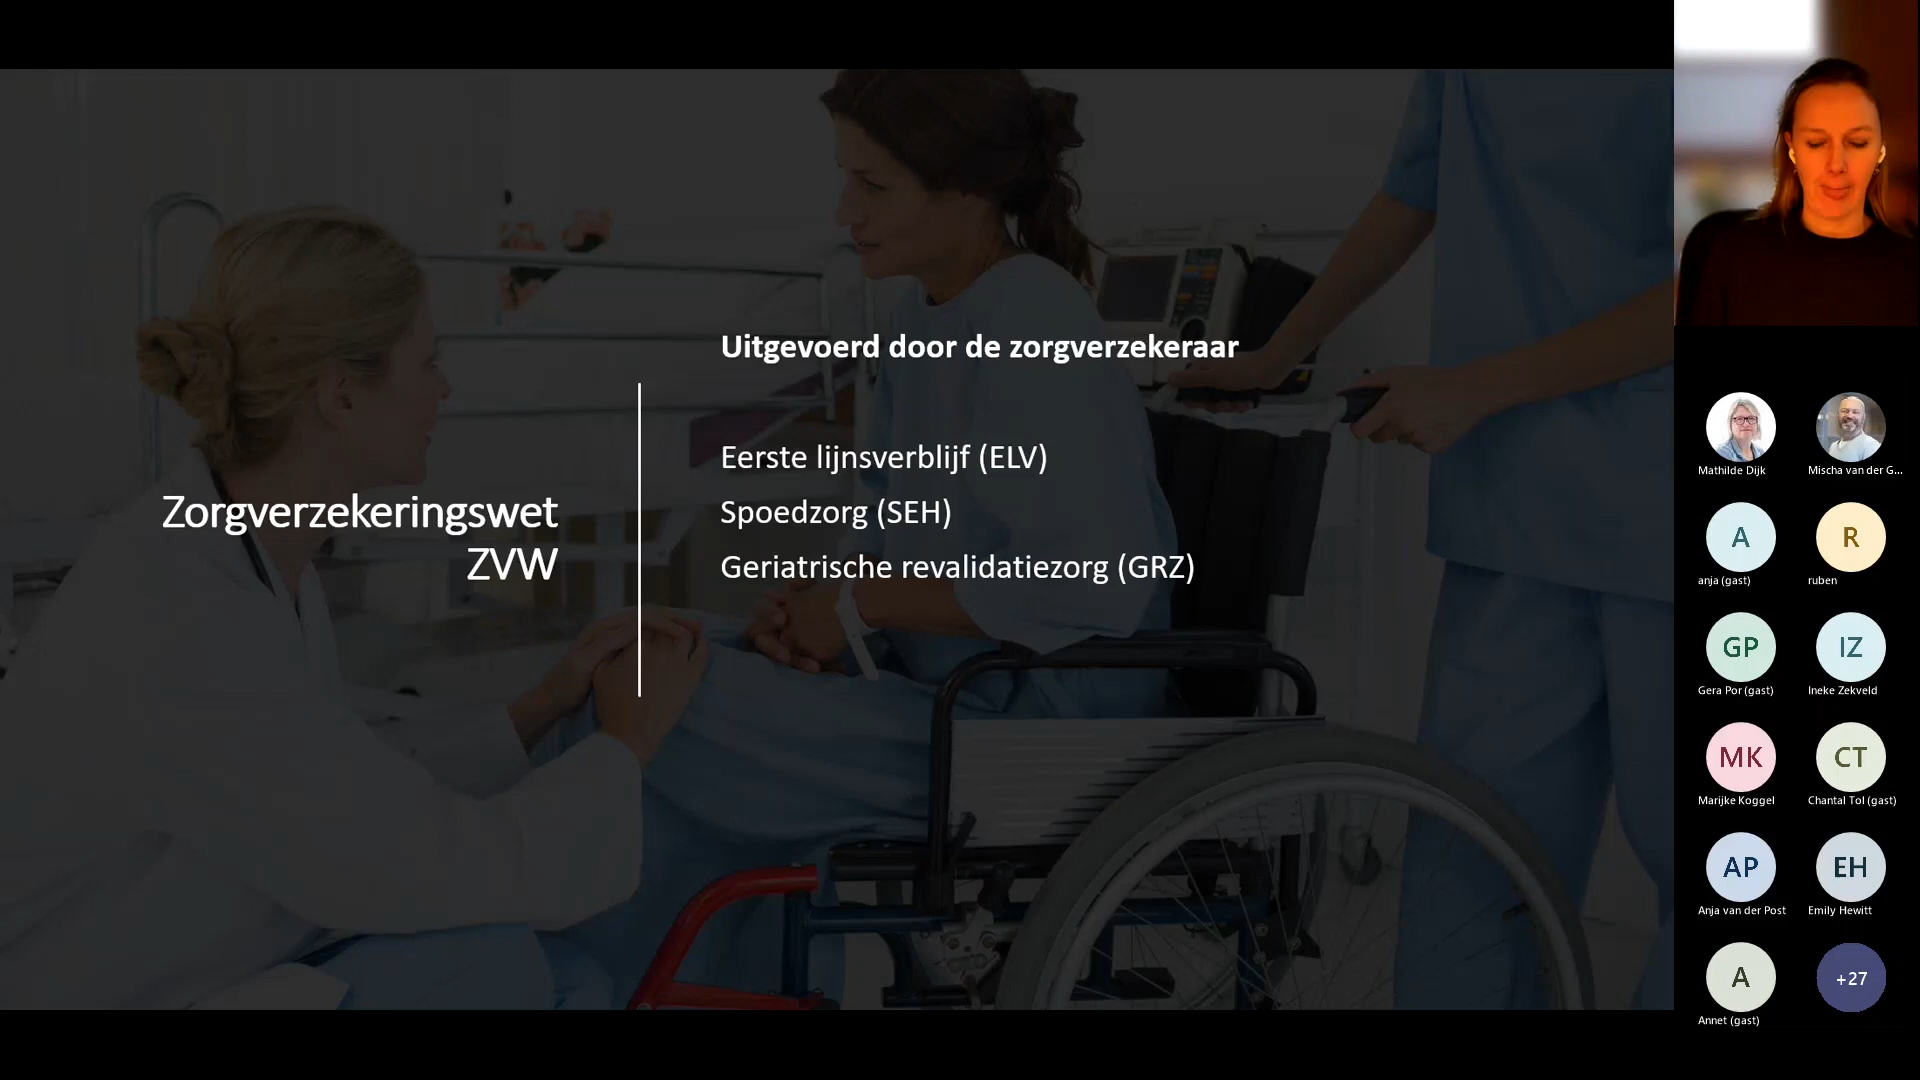 Uitgevoerd door de zorgverzekeraar
Zorgverzekeringswet
ZVW
Eerste lijnsverblijf (ELV)
Spoedzorg (SEH)
Geriatrische revalidatiezorg (GRZ)
Mathilde Dijk
Mischa van der G...
A
anja (gast)
R
ruben
GP
Gera Por (gast)
IZ
Ineke Zekveld
MK
Marijke Koggel
CT
Chantal Tol (gast)
AP
Anja van der Post
EH
Emily Hewitt
A
Annet (gast)
+27